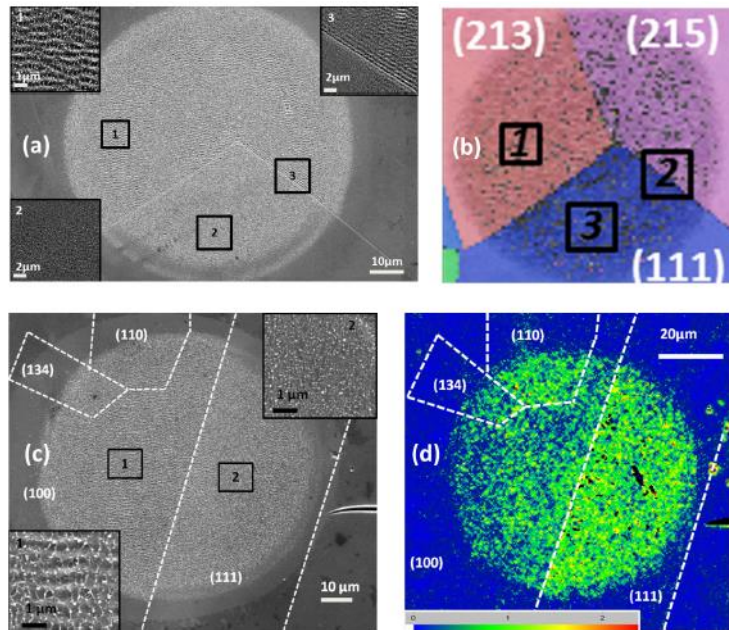 1
1µm
3
2µm
1
(a)
3
2
2
2µm
10µm
(213)
(215)
(b)
1
2
3
(111)
(110)
2
1 µm
(134)
(c)
1
2
(100)
1
1 µm
(111)
10 µm
(110)
20µm
(134)
(d)
(100)
(111)
0
1
2